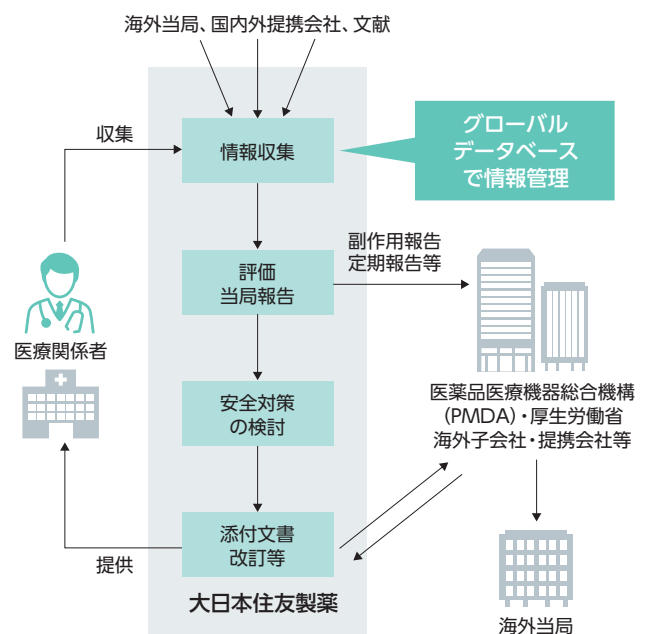 海外当局、国内外提携会社、文献
収集
情報収集
グローバル
データベース
で情報管理
評価
当局報告
副作用報告
定期報告等
医療関係者
安全対策
の検討
医薬品医療機器総合機構
（PMDA）・厚生労働省
海外子会社・提携会社等
添付文書
改訂等
提供
大日本住友製薬
海外当局